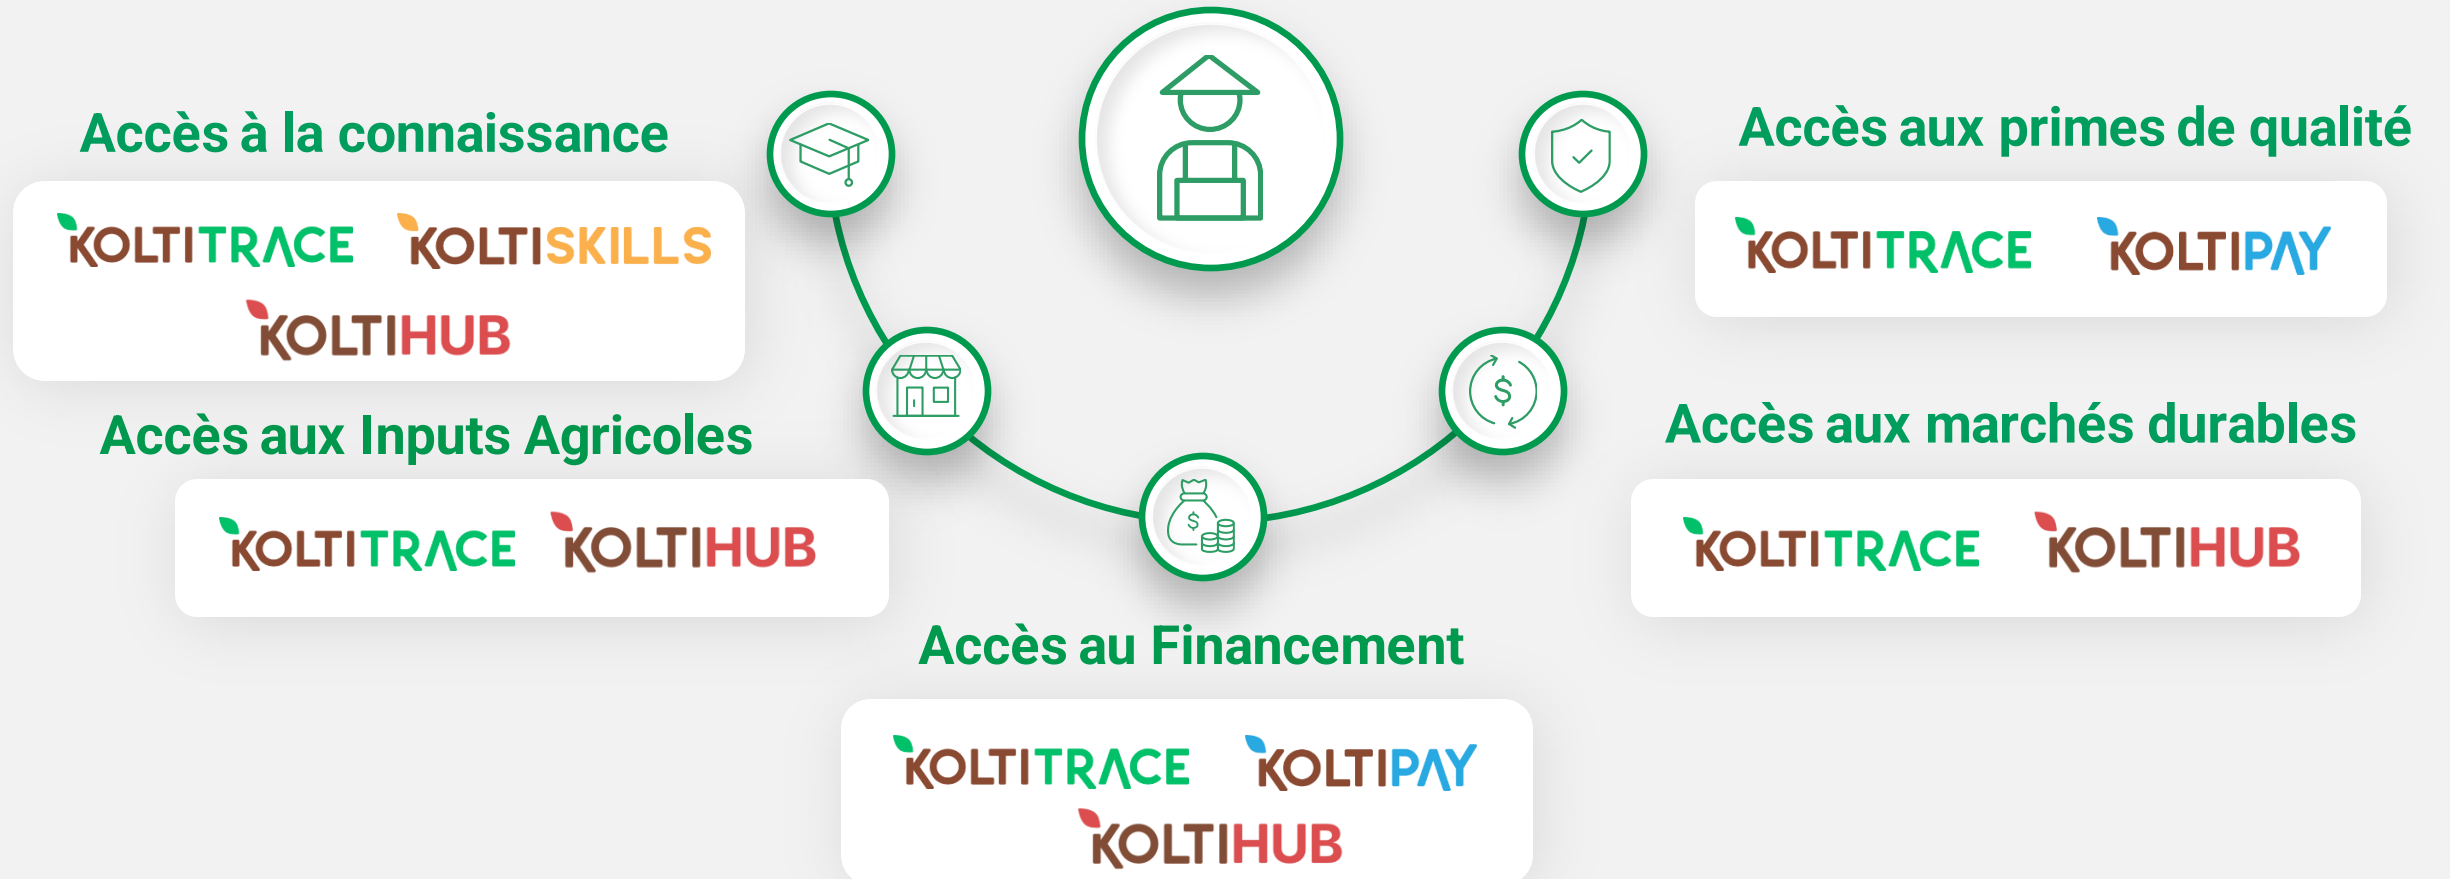 Accès à la connaissance
KOLTITRACE KOLTISKILLS
KOLTIHUB
Accès aux Inputs Agricoles
KOLTITRACE KOLTIHUB
Accès au Financement
KOLTITRACE KOLTIPAY
KOLTIHUB
Accès aux marchés durables
KOLTITRACE KOLTIHUB
Accès aux primes de qualité
KOLTITRACE KOLTIPAY